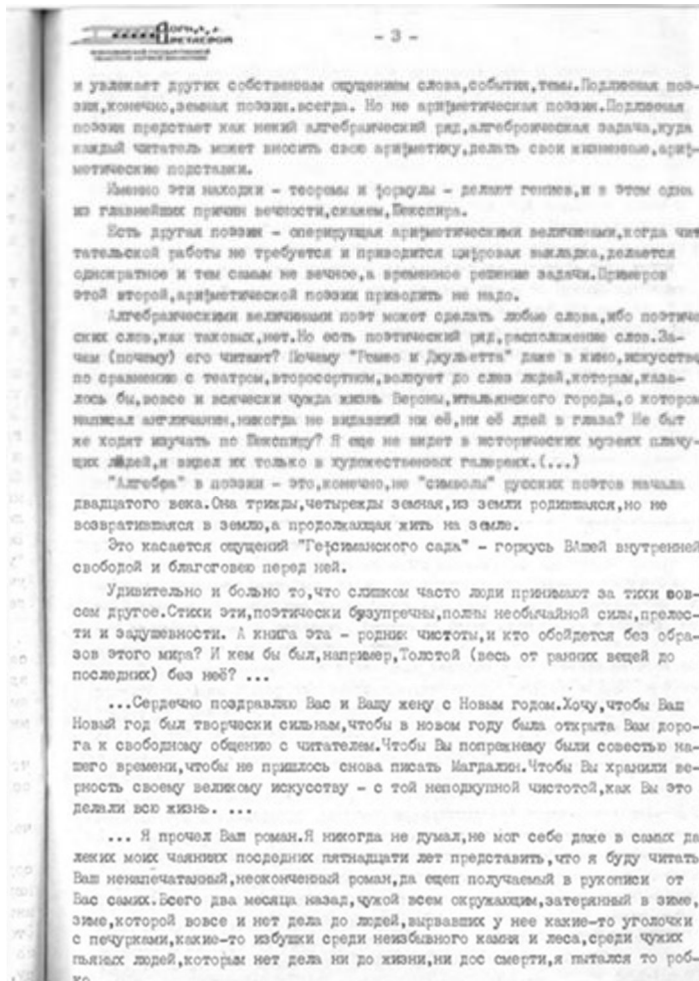 - 3 -
и увлекает других собственным ощущением слова,события,темы.Подлинная поэ-
зия,конечно,земная поэзия.всегда. Но не арифметическая поэзия.Подлинная
поэзия предстает как некий алгебраический ряд,алгебраическая задача,куда
каждый читатель может вносить свою арифметику,делать свои жизненные,ариф-
метические подставки.
Именно эти находки - теоремы и формулы - делают гениев,и в этом одна
из главнейших причин вечности,скажем,Шекспира.
Есть другая поэзия - оперирующая арифметическими величинами,когда чит
тательской работы не требуется и приводится цифровая выкладка,делается
однократное и тем самым не вечное,а временное решение задачи.Примеров
этой второй,арифметической поэзии приводить не надо.
Алгебраическими величинами поэт может сделать любые слова,ибо поэтиче
ских слов,как таковых,нет.Но есть поэтический ряд,расположение слов.За-
чем (почему) его читают? Почему "Ромео и Джульетта" даже в кино,искусстве
по сравнению с театром,второсортном,волнует до слез людей,которым,каза-
лось бы,вовсе и всячески чужда жизнь Вероны,итальянского города,о котором
написал англичанин,никогда не видавший ни её,ни её лдей в глаза? Не быт
же ходят изучать по Шекспиру? Я еще не видет в исторических музеях плачу-
щих людей,я видел их только в художественных галереях.(...)
"Алгебра" в поэзии - это,конечно,не "символы" русских поэтов начала
двадцатого века.Она трижды,четырежды земная,из земли родившаяся,но не
возвратившаяся в землю,а продолжающая жить на земле.
Это касается ощущений "Гефсиманского сада" - горжусь ВАшей внутренней
свободой и благоговею перед ней.
Удивительно и больно то,что слишком часто люди принимают за тихи вов-
сем другое.Стихи эти,поэтически бузупречны,полны необычайной силы,прелес-
ти и задушевности. А книга эта - родник чистоты,и кто обойдется без обра-
зов этого мира? И кем бы был,например,Толстой (весь от ранних вещей до
последних) без неё? ...
...Сердечно поздравляю Вас и Вашу жену с Новым годом.Хочу,чтобы Ваш
Новый год был творчески сильным,чтобы в новом году была открыта Вам доро-
га к свободному общению с читателем.Чтобы Вы попрежнему были совестью на-
шего времени,чтобы не пришлось снова писать Магдалин.Чтобы Вы хранили ве-
рность своему великому искусству - с той неподкупной чистотой,как Вы это
делали всю жизнь. ...
... Я прочел Ваш роман.Я никогда не думал,не мог себе даже в самых да
леких моих чаяниях последних пятнадцати лет представить,что я буду читать
Ваш ненапечатанный,неоконченный роман,да ещеп получаемый в рукописи от
Вас самих.Всего два месяца назад,чужой всем окружающим,затерянный в зиме,
зиме,которой вовсе и нет дела до людей,вырвавших у нее какие-то уголочки
с печурками,какие-то избушки среди неизбывного камня и леса,среди чужих
пьяных людей,которым нет дела ни до жизни,ни дос смерти,я пытался то роб-
ко